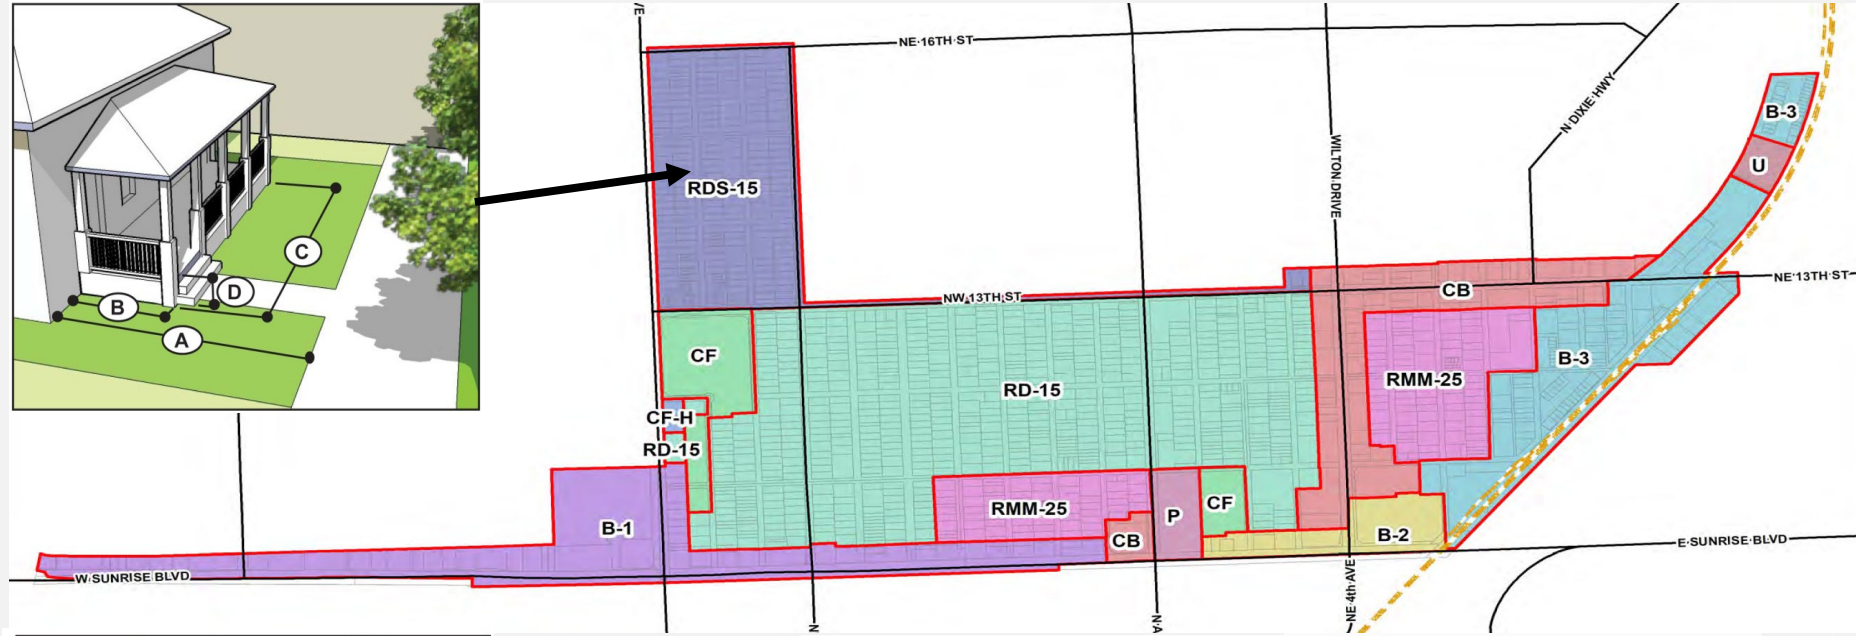 VE
NE 16TH ST
B-3
N DIXIE HWY
U
WILTON DRIVE
RDS-15
C
D
B
A
NE 13TH ST
CB
NW 13TH ST
CF
B-3
RMM-25
RD-15
CF-H
RD-15
CF
RMM-25
P
B-1
CB
B-2
E SUNRISE BLVD
W SUNRISE BLVD
NE 4th AVE
N
N A